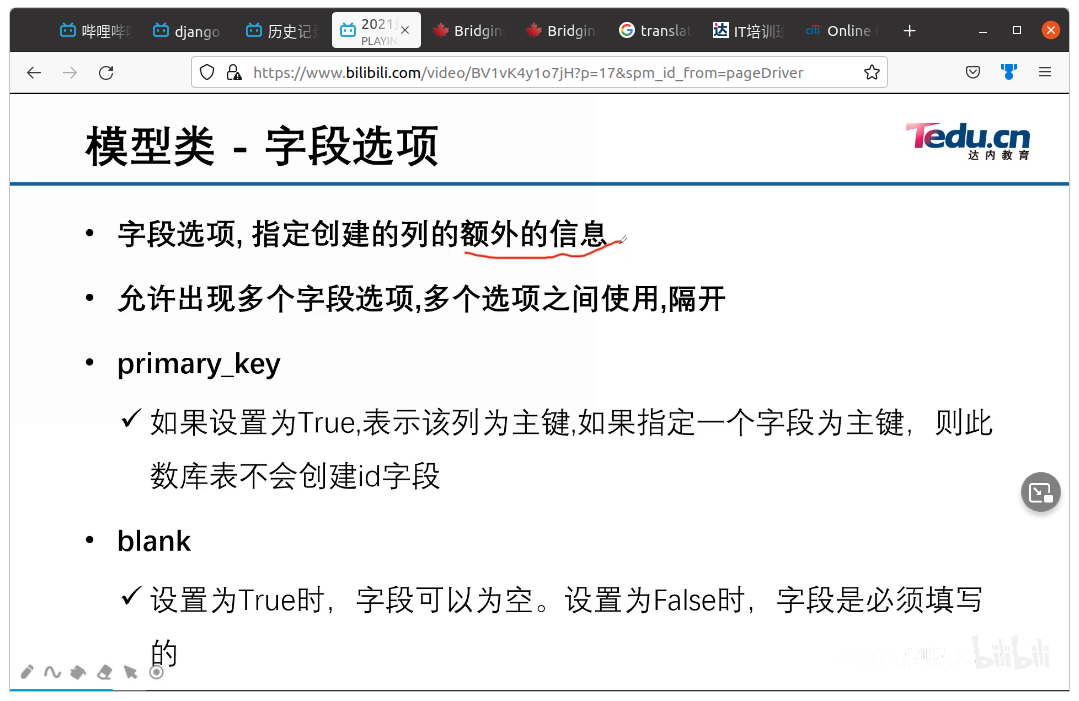 哔哩哔哩
django
历史记录
2021
PLAYING
Bridgin
Bridgin
translat
IT培训班
Online
https://www.bilibili.com/video/BV1vK4y1o7jH?p=17&spm_id_from=pageDriver
模型类 - 字段选项
Tedu.cn
达内教育
• 字段选项, 指定创建的列的额外的信息
• 允许出现多个字段选项,多个选项之间使用,隔开
• primary_key
✓ 如果设置为True,表示该列为主键,如果指定一个字段为主键，则此
数库表不会创建id字段
• blank
✓ 设置为True时，字段可以为空。设置为False时，字段是必须填写
的
bilibili